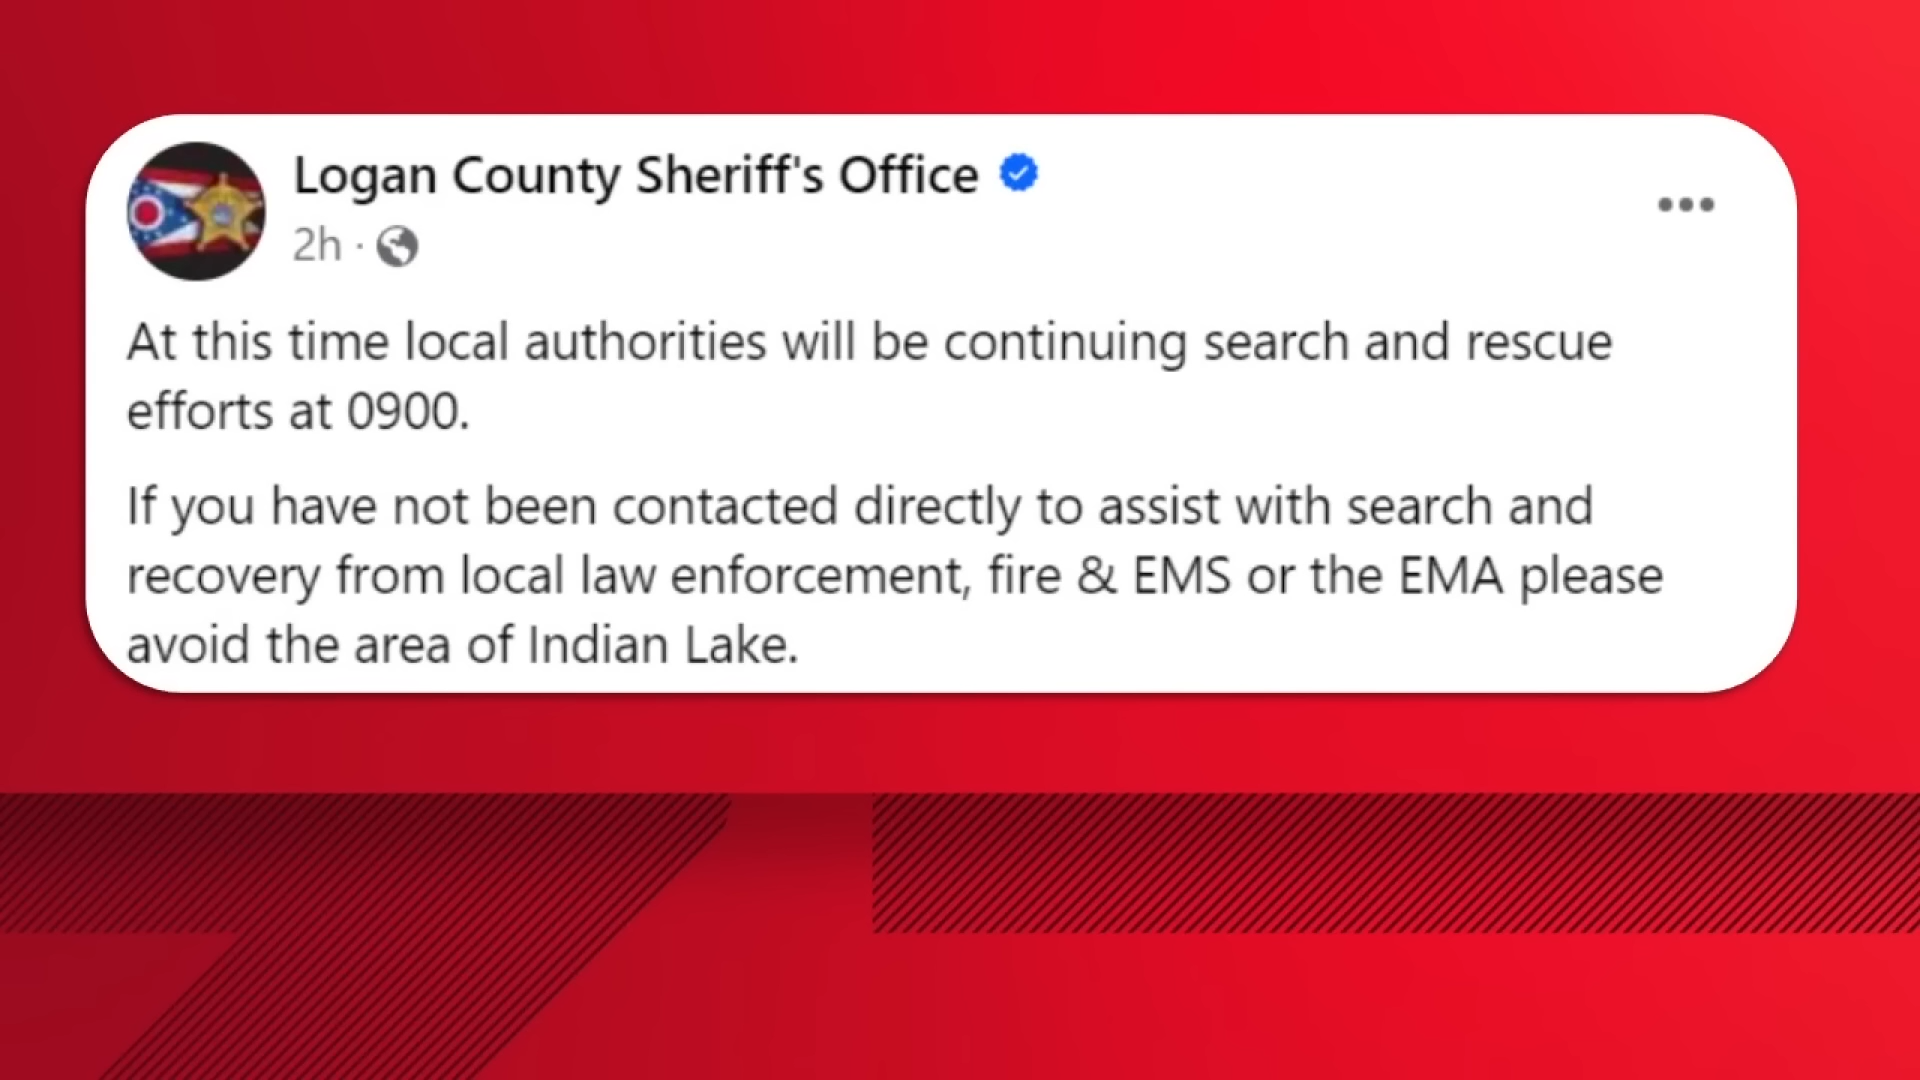 Logan County Sheriff's Office
2h ·
At this time local authorities will be continuing search and rescue
efforts at 0900.
If you have not been contacted directly to assist with search and
recovery from local law enforcement, fire & EMS or the EMA please
avoid the area of Indian Lake.